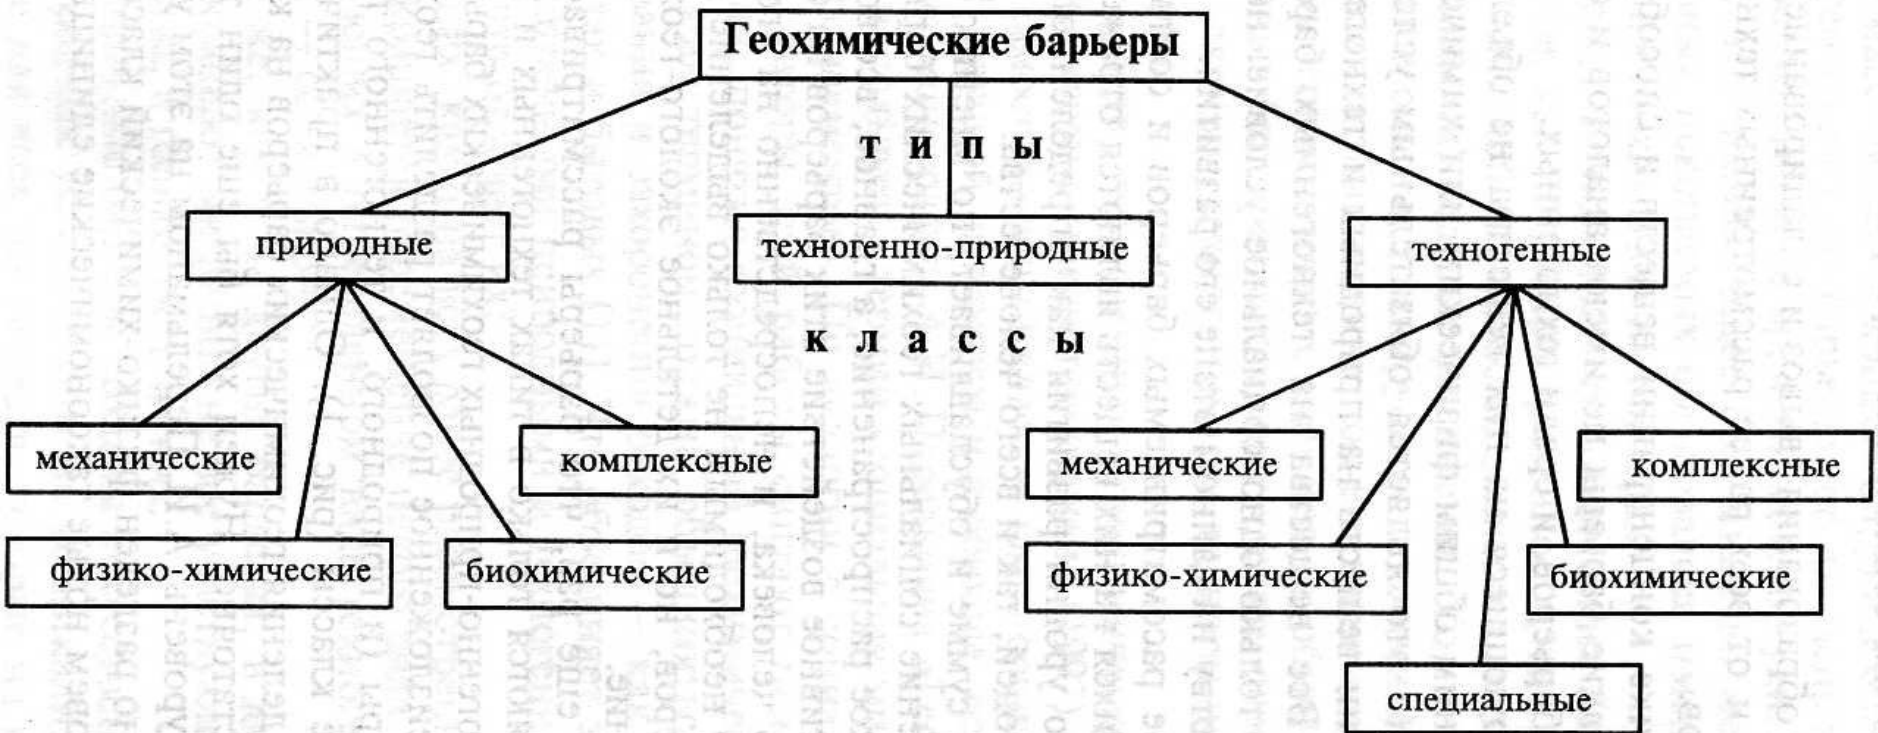 Геохимические барьеры
типы
природные
техногенно-природные
техногенные
классы
механические
комплексные
механические
комплексные
физико-химические
биохимические
физико-химические
биохимические
специальные